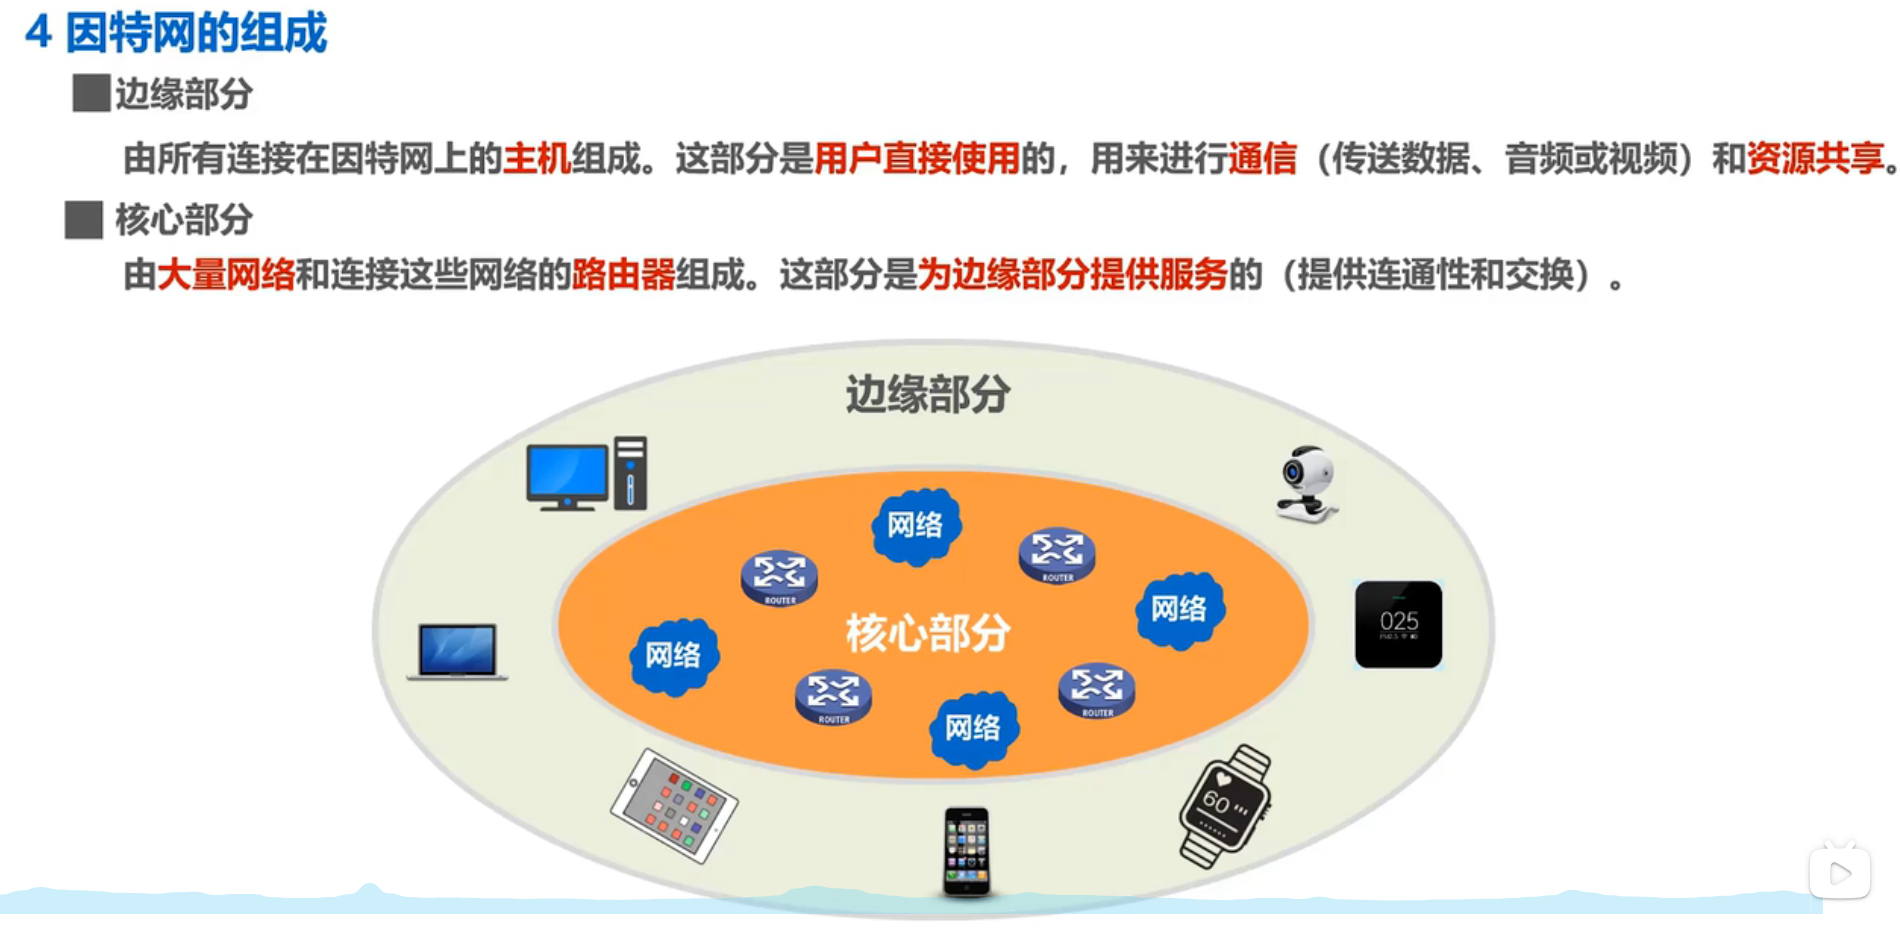 4 因特网的组成
边缘部分
由所有连接在因特网上的主机组成。这部分是用户直接使用的，用来进行通信（传送数据、音频或视频）和资源共享。
核心部分
由大量网络和连接这些网络的路由器组成。这部分是为边缘部分提供服务的（提供连通性和交换）。
边缘部分
网络
ROUTER
ROUTER
网络
025
核心部分
网络
ROUTER
ROUTER
网络
60